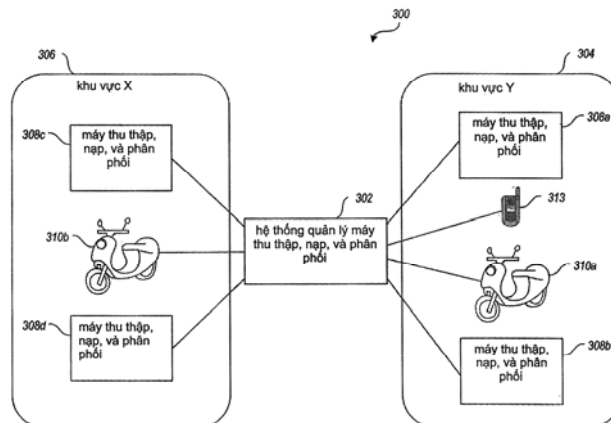 300
306
khu vực X
308c
máy thu thập,
nạp, và phân
phối
310b
308d
máy thu thập,
nạp, và phân
phối
302
hệ thống quản lý máy
thu thập, nạp, và phân
phối
304
khu vực Y
308a
máy thu thập,
nạp, và phân
phối
313
310a
308b
máy thu thập,
nạp, và phân
phối